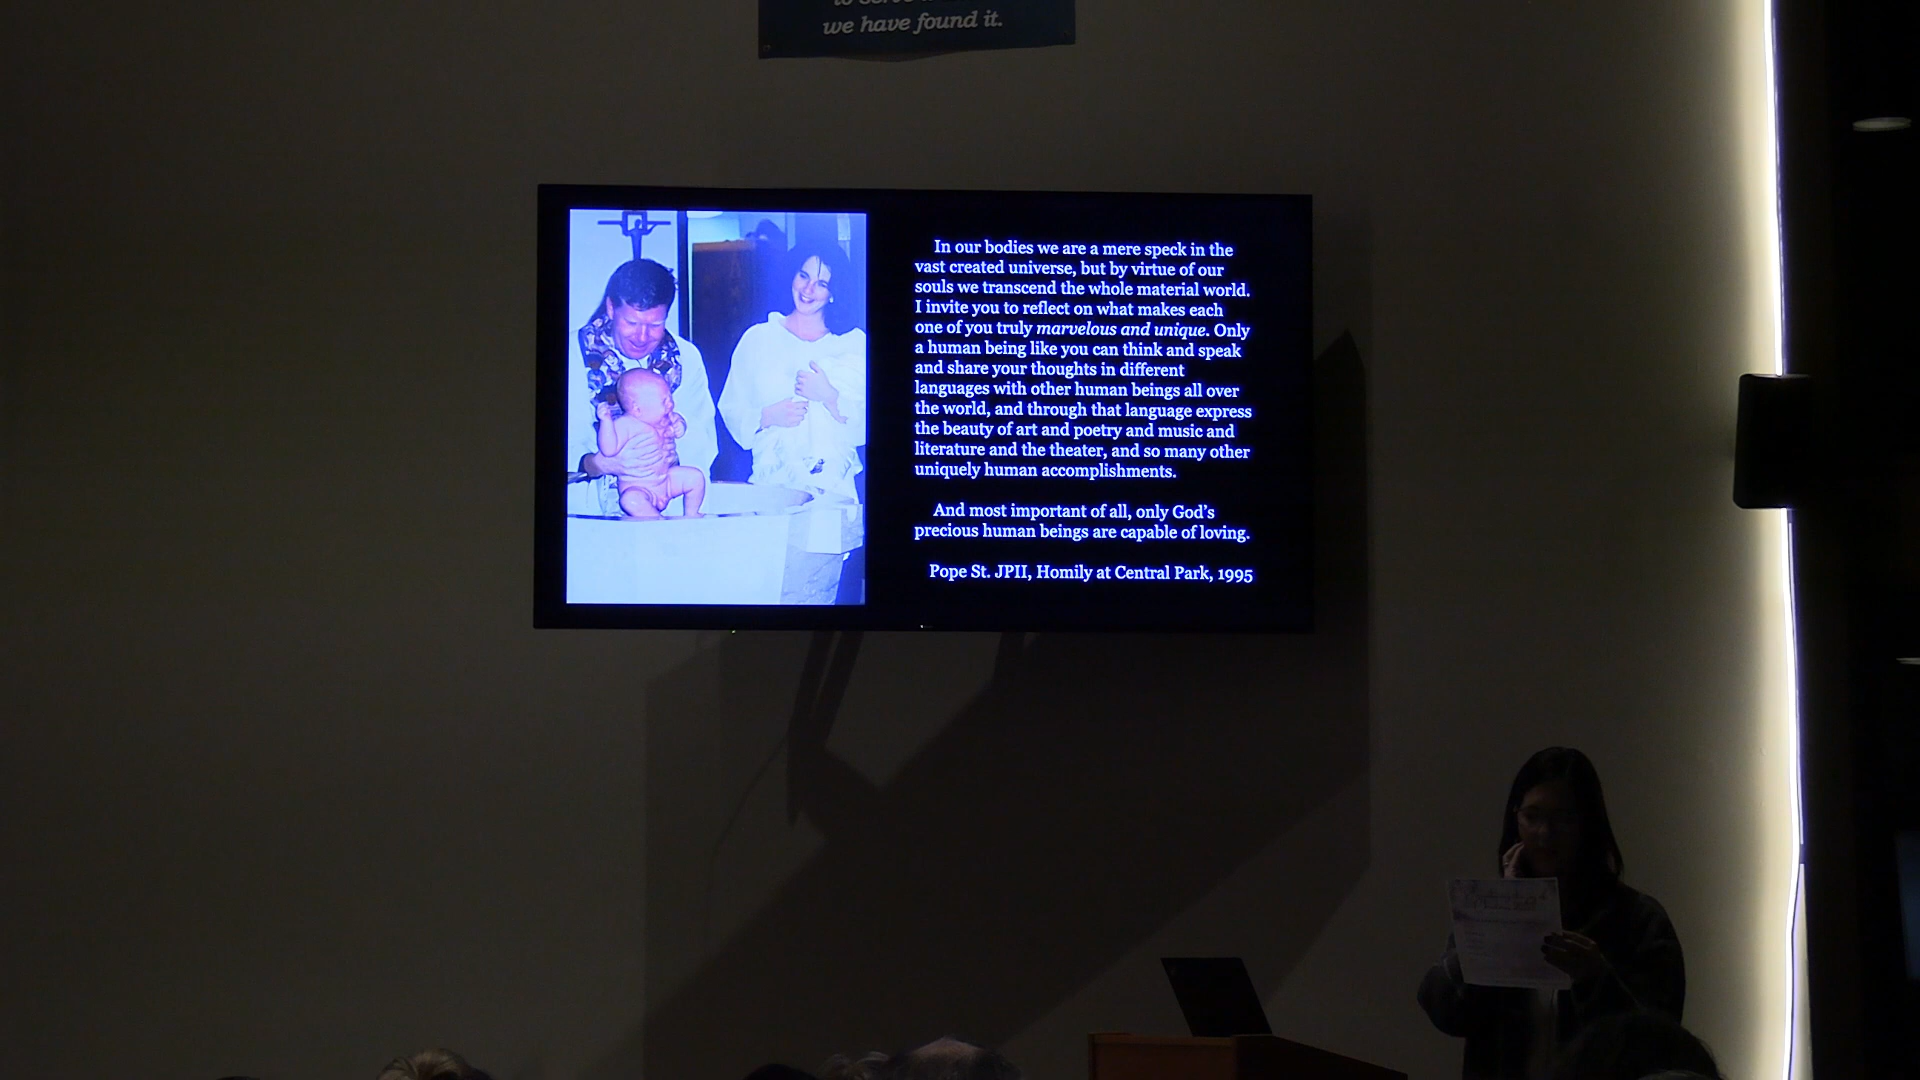 we have found it.
In our bodies we are a mere speck in the
vast created universe, but by virtue of our
souls we transcend the whole material world.
I invite you to reflect on what makes each
one of you truly marvelous and unique. Only
a human being like you can think and speak
and share your thoughts in different
languages with other human beings all over
the world, and through that language express
the beauty of art and poetry and music and
literature and the theater, and so many other
uniquely human accomplishments.
And most important of all, only God's
precious human beings are capable of loving.
Pope St. JPII, Homily at Central Park, 1995